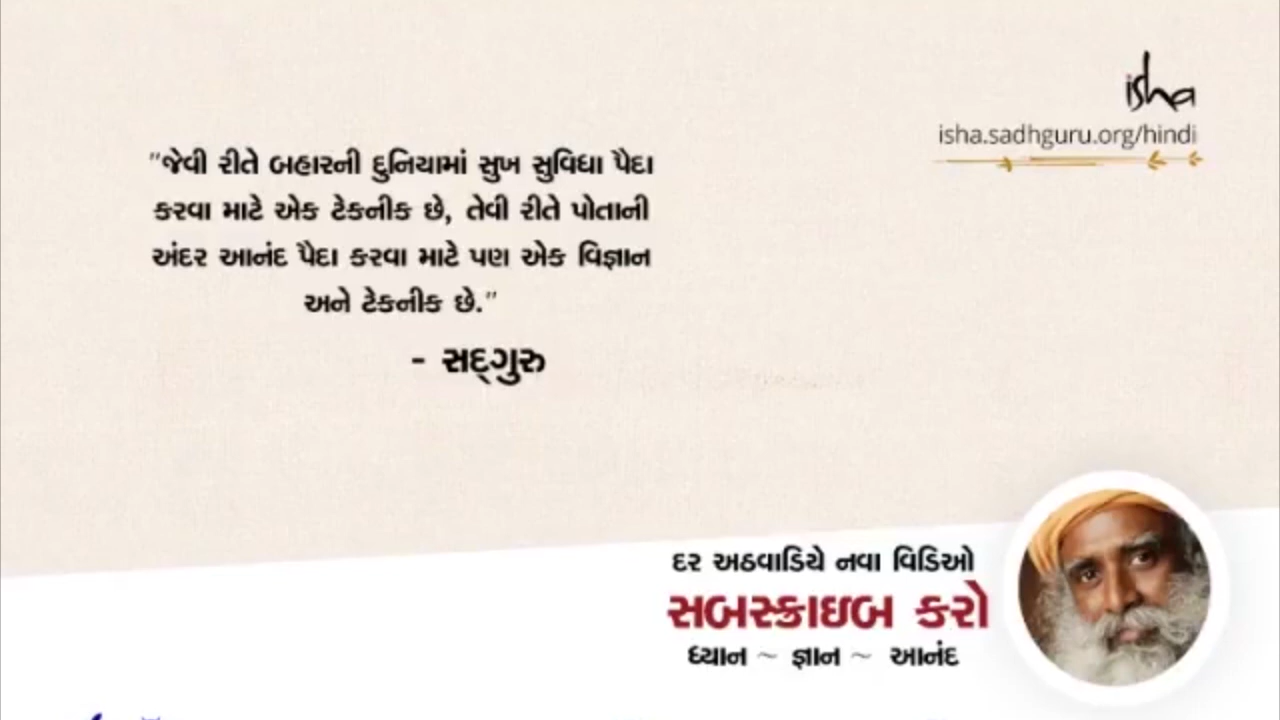 isha
isha.sadhguru.org/hindi
"જેવી રીતે બહારની દુનિયામાં સુખ સુવિધા પૈદા
કરવા માટે એક ટેકનીક છે, તેવી રીતે પોતાની
અંદર આનંદ પૈદા કરવા માટે પણ એક વિજ્ઞાન
અને ટેકનીક છે."
- સદ્‌ગુરુ
દર અઠવાડિયે નવા વિડિઓ
સબસ્ક્રાઇબ કરો
ધ્યાન ~ જ્ઞાન ~ આનંદ